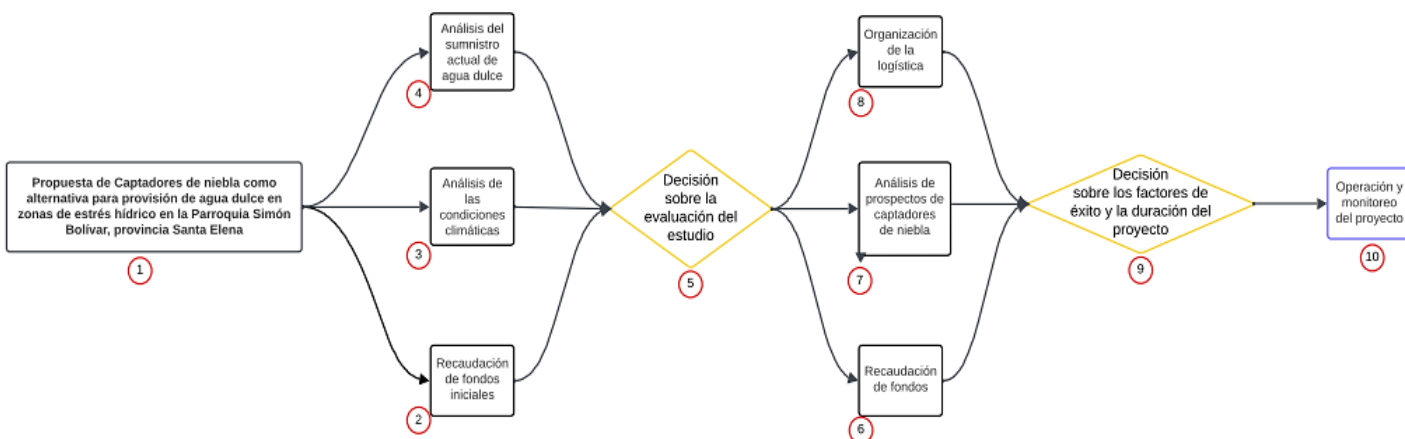 Propuesta de Captadores de niebla como
alternativa para provisión de agua dulce en
zonas de estrés hídrico en la Parroquia Simón
Bolívar, provincia Santa Elena
1
Análisis del
sumnistro
actual de
agua dulce
4
Análisis de
las
condiciones
climáticas
3
Recaudación
de fondos
iniciales
2
Decisión
sobre la
evaluación del
estudio
5
Organización
de la
logística
8
Análisis de
prospectos de
captadores
de niebla
7
Recaudación
de fondos
6
Decisión
sobre los factores de
éxito y la duración del
proyecto
9
Operación y
monitoreo
del proyecto
10